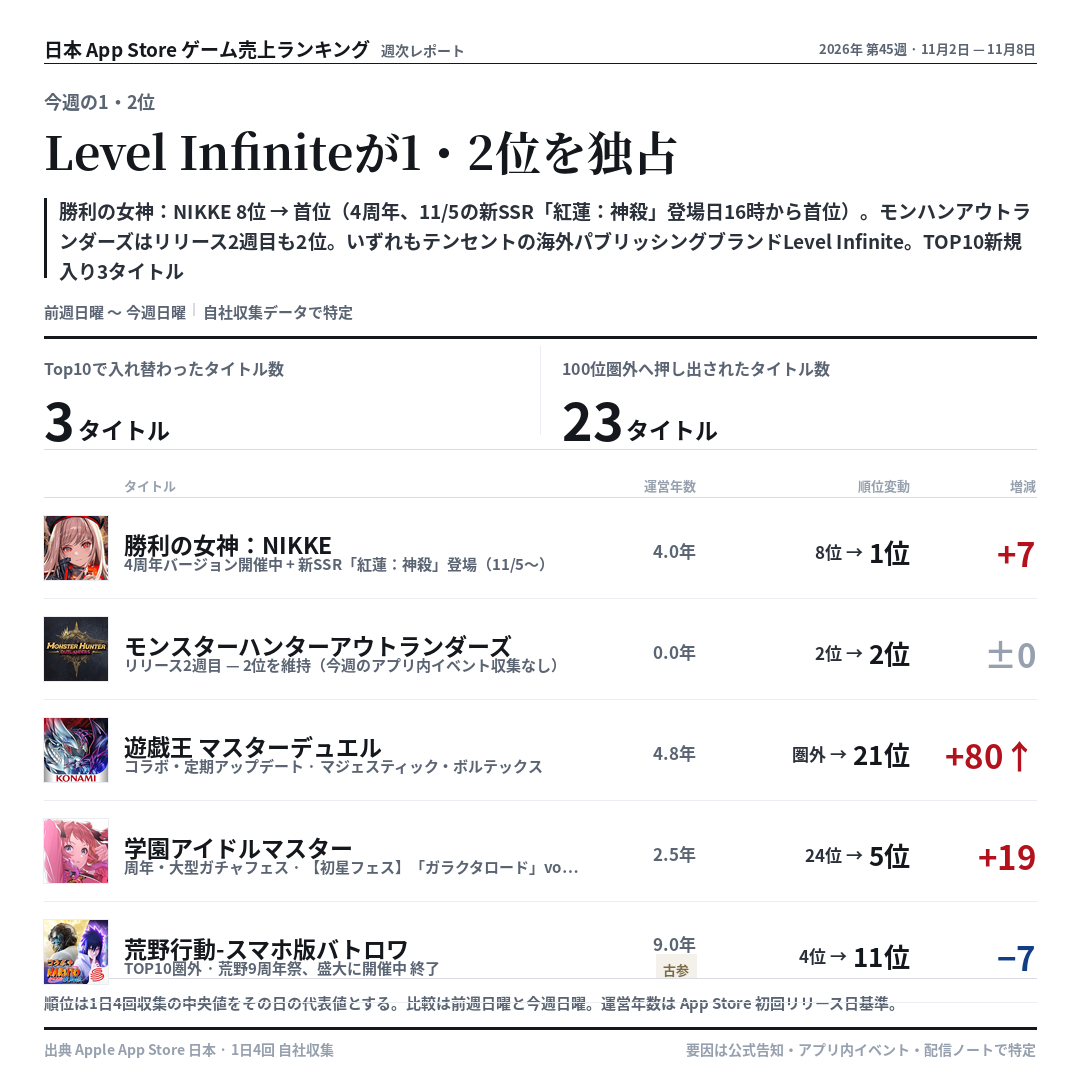 日本 App Store ゲーム売上ランキング 週次レポート
2026年 第45週 · 11月2日 — 11月8日
今週の1・2位
Level Infiniteが1・2位を独占
勝利の女神：NIKKE 8位 → 首位（4周年、11/5の新SSR「紅蓮：神殺」登場日16時から首位）。モンハンアウトラ
ンダーズはリリース2週目も2位。いずれもテンセントの海外パブリッシングブランドLevel Infinite。TOP10新規
入り3タイトル
前週日曜 〜 今週日曜 自社収集データで特定
Top10で入れ替わったタイトル数
3 タイトル
100位圏外へ押し出されたタイトル数
23 タイトル
タイトル 運営年数 順位変動 増減
勝利の女神：NIKKE
4周年バージョン開催中 + 新SSR「紅蓮：神殺」登場（11/5〜）
4.0年 8位 → 1位 +7
MONSTER HUNTER
OUTLANDERS
モンスターハンターアウトランダーズ
リリース2週目 — 2位を維持（今週のアプリ内イベント収集なし）
0.0年 2位 → 2位 ±0
KONAMI
遊戯王 マスターデュエル
コラボ・定期アップデート · マジェスティック・ボルテックス
4.8年 圏外 → 21位 +80↑
学園アイドルマスター
周年・大型ガチャフェス · 【初星フェス】「ガラクタロード」vo…
2.5年 24位 → 5位 +19
荒野行動-スマホ版バトロワ
TOP10圏外 · 荒野9周年祭、盛大に開催中 終了
9.0年 4位 → 11位 −7
古参
順位は1日4回収集の中央値をその日の代表値とする。比較は前週日曜と今週日曜。運営年数は App Store 初回リリース日基準。
出典 Apple App Store 日本 · 1日4回 自社収集
要因は公式告知・アプリ内イベント・配信ノートで特定